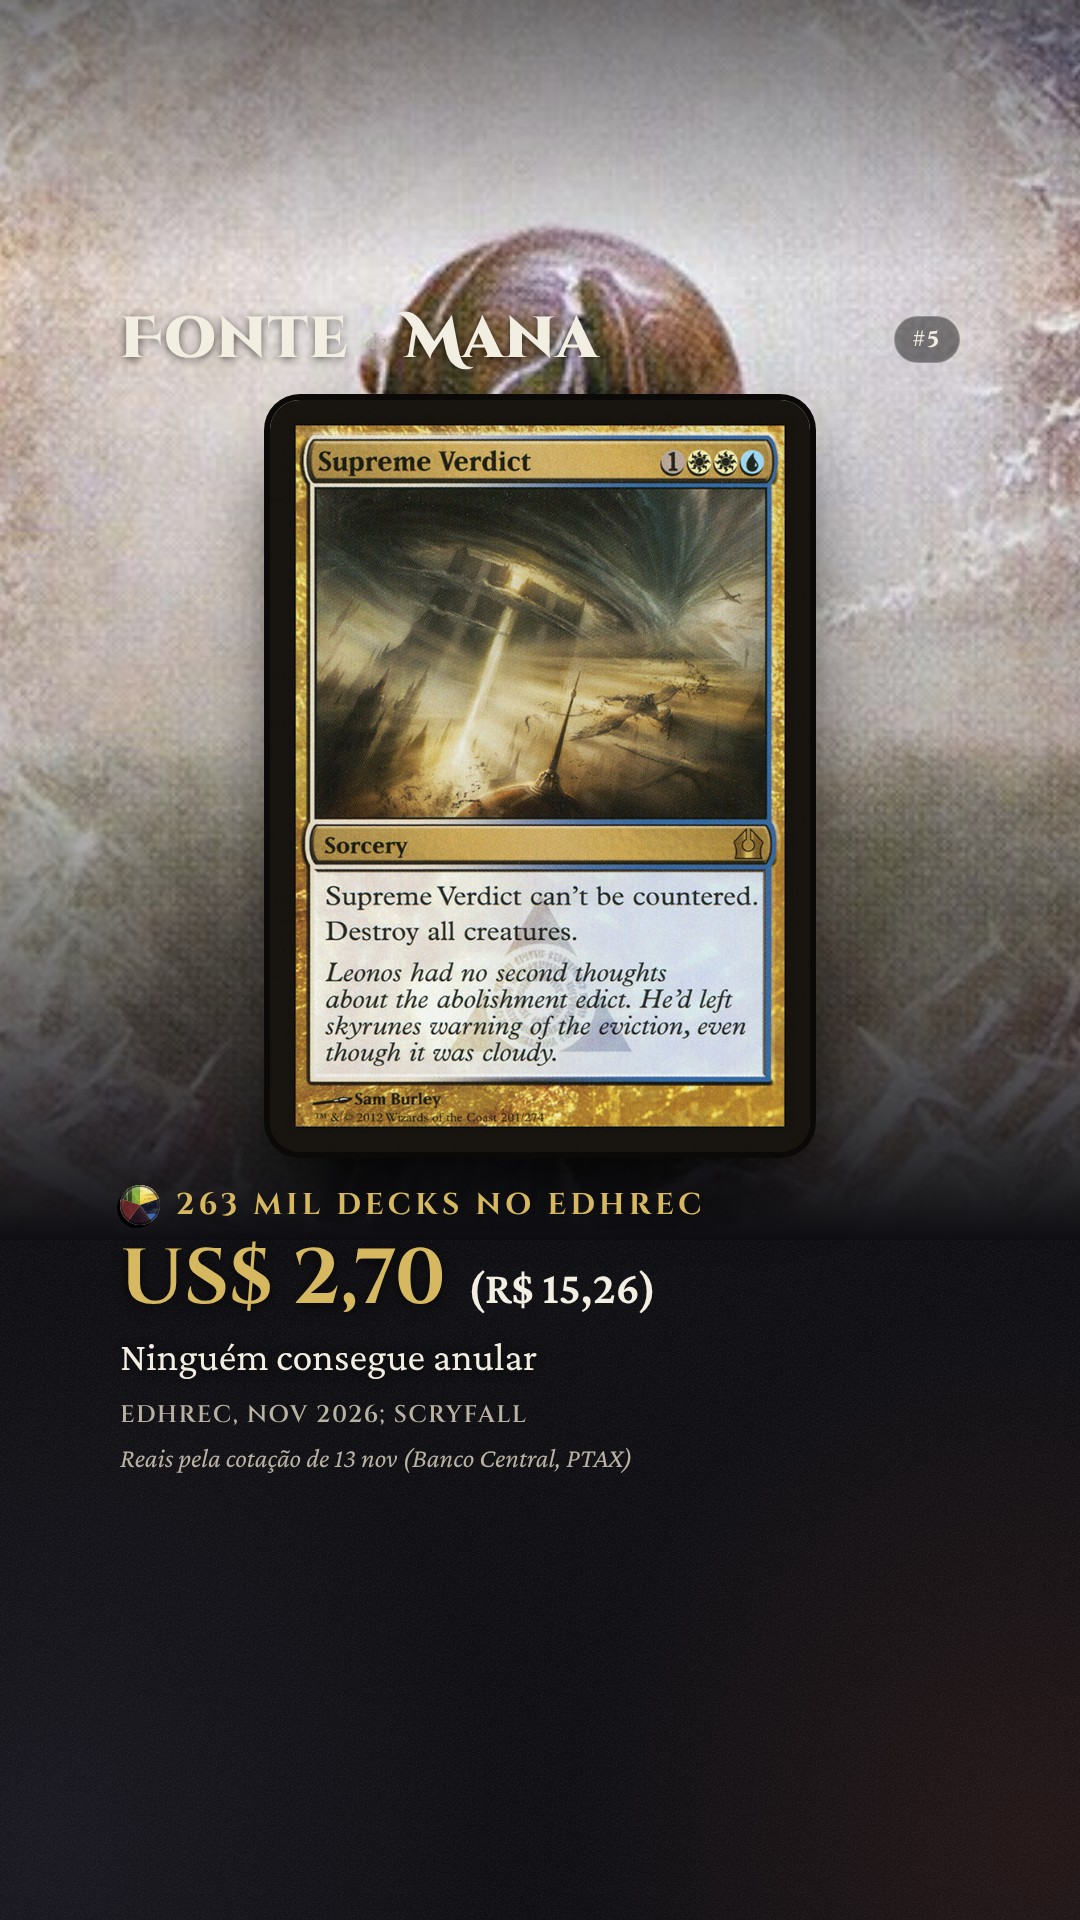 Fonte Mana
#5
Supreme Verdict 1
Sorcery
Supreme Verdict can't be countered.
Destroy all creatures.
Leonos had no second thoughts
about the abolishment edict. He'd left
skyrunes warning of the eviction, even
though it was cloudy.
Sam Burley
™ & © 2012 Wizards of the Coast 201/274
263 MIL DECKS NO EDHREC
US$ 2,70 (R$ 15,26)
Ninguém consegue anular
EDHREC, NOV 2026; SCRYFALL
Reais pela cotação de 13 nov (Banco Central, PTAX)